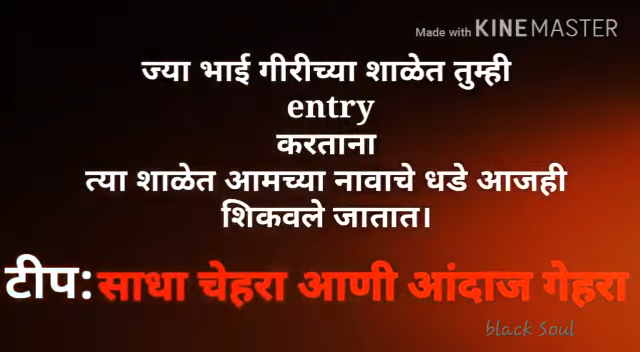 Made with KINEMASTER
ज्या भाई गीरीच्या शाळेत तुम्ही
entry
करताना
त्या शाळेत आमच्या नावाचे धडे आजही
शिकवले जातात।
टीप: साधा चेहरा आणी आंदाज गेहरा
black Soul